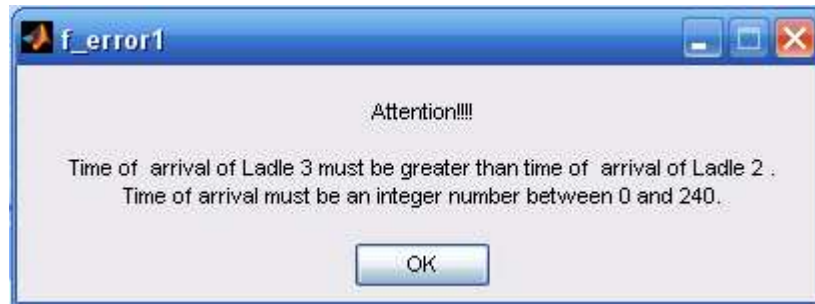 f_error1
Attention!!!!
Time of arrival of Ladle 3 must be greater than time of arrival of Ladle 2 .
Time of arrival must be an integer number between 0 and 240.
OK